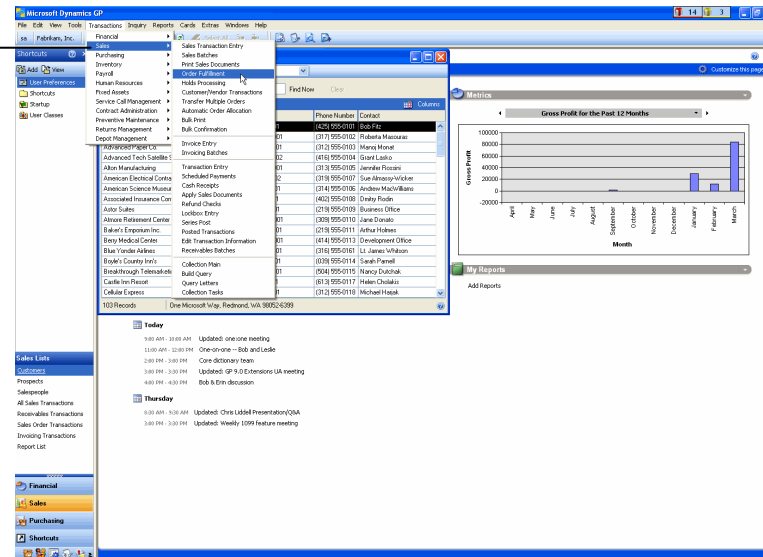 Microsoft Dynamics GP
14 3
File Edit View Tools Transactions Inquiry Reports Cards Extras Windows Help
sa Fabrikam, Inc.
Financial
Sales
Purchasing
Inventory
Payroll
Human Resources
Fixed Assets
Service Call Management
Contract Administration
Preventive Maintenance
Returns Management
Depot Management
Sales Transaction Entry
Sales Batches
Print Sales Documents
Order Fulfillment
Holds Processing
Customer/Vendor Transactions
Transfer Multiple Orders
Automatic Order Allocation
Bulk Print
Bulk Confirmation
Invoice Entry
Invoicing Batches
Transaction Entry
Scheduled Payments
Cash Receipts
Apply Sales Documents
Refund Checks
Lockbox Entry
Series Post
Posted Transactions
Edit Transaction Information
Receivables Batches
Collection Main
Build Query
Query Letters
Collection Tasks
Shortcuts
Add View
User Preferences
Shortcuts
Startup
User Classes
Find Now Clear
Columns
Phone Number Contact
(425) 555-0101 Bob Fitz
(317) 555-0102 Roberta Masouras
Advanced Paper Co. (312) 555-0103 Manoj Monat
Advanced Tech Satellite S (416) 555-0104 Grant Lasko
Alton Manufacturing (313) 555-0105 Jennifer Rossini
American Electrical Contra (319) 555-0107 Sue Almassy-Wicker
American Science Museum (314) 555-0106 Andrew MacWilliams
Associated Insurance Com (402) 555-0108 Dmitry Rodin
Astor Suites (219) 555-0109 Business Office
Atmore Retirement Center (309) 555-0110 Jane Donato
Baker's Emporium Inc. (219) 555-0111 Arthur Holmes
Berry Medical Center (414) 555-0113 Development Office
Blue Yonder Airlines (316) 555-0161 Lt. James Whitson
Boyle's Country Inn's (039) 555-0114 Sarah Parnell
Breakthrough Telemarketi (504) 555-0115 Nancy Dutchak
Castle Inn Resort (613) 555-0117 Helen Cholakis
Cellular Express (312) 555-0118 Michael Hasjak
103 Records One Microsoft Way, Redmond, WA 98052-6399
Customize this page
Metrics
Gross Profit for the Past 12 Months
Gross Profit
100000
80000
60000
40000
20000
0
-20000
April May June July August September October November December January February March
Month
My Reports
Add Reports
Today
9:00 AM - 10:00 AM Updated: one:one meeting
11:00 AM - 12:00 PM One-on-one -- Bob and Leslie
2:00 PM - 3:00 PM Core dictionary team
3:00 PM - 3:30 PM Updated: GP 9.0 Extensions UA meeting
4:00 PM - 4:30 PM Bob & Erin discussion
Thursday
8:30 AM - 9:30 AM Updated: Chris Liddell Presentation/Q&A
3:00 PM - 3:30 PM Updated: Weekly 1099 feature meeting
Sales Lists
Customers
Prospects
Salespeople
All Sales Transactions
Receivables Transactions
Sales Order Transactions
Invoicing Transactions
Report List
Financial
Sales
Purchasing
Shortcuts